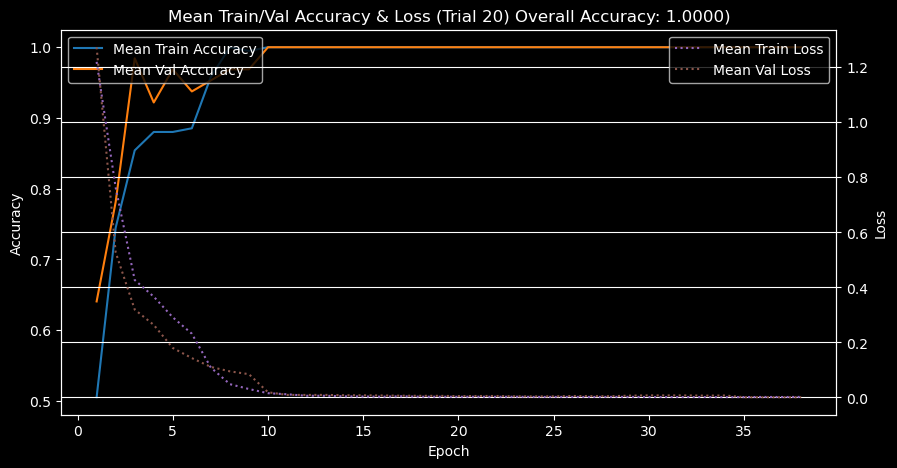 Mean Train/Val Accuracy & Loss (Trial 20) Overall Accuracy: 1.0000)
Mean Train Accuracy
Mean Val Accuracy
Mean Train Loss
Mean Val Loss
1.0
0.9
0.8
0.7
0.6
0.5
Accuracy
1.2
1.0
0.8
0.6
0.4
0.2
0.0
Loss
0 5 10 15 20 25 30 35
Epoch